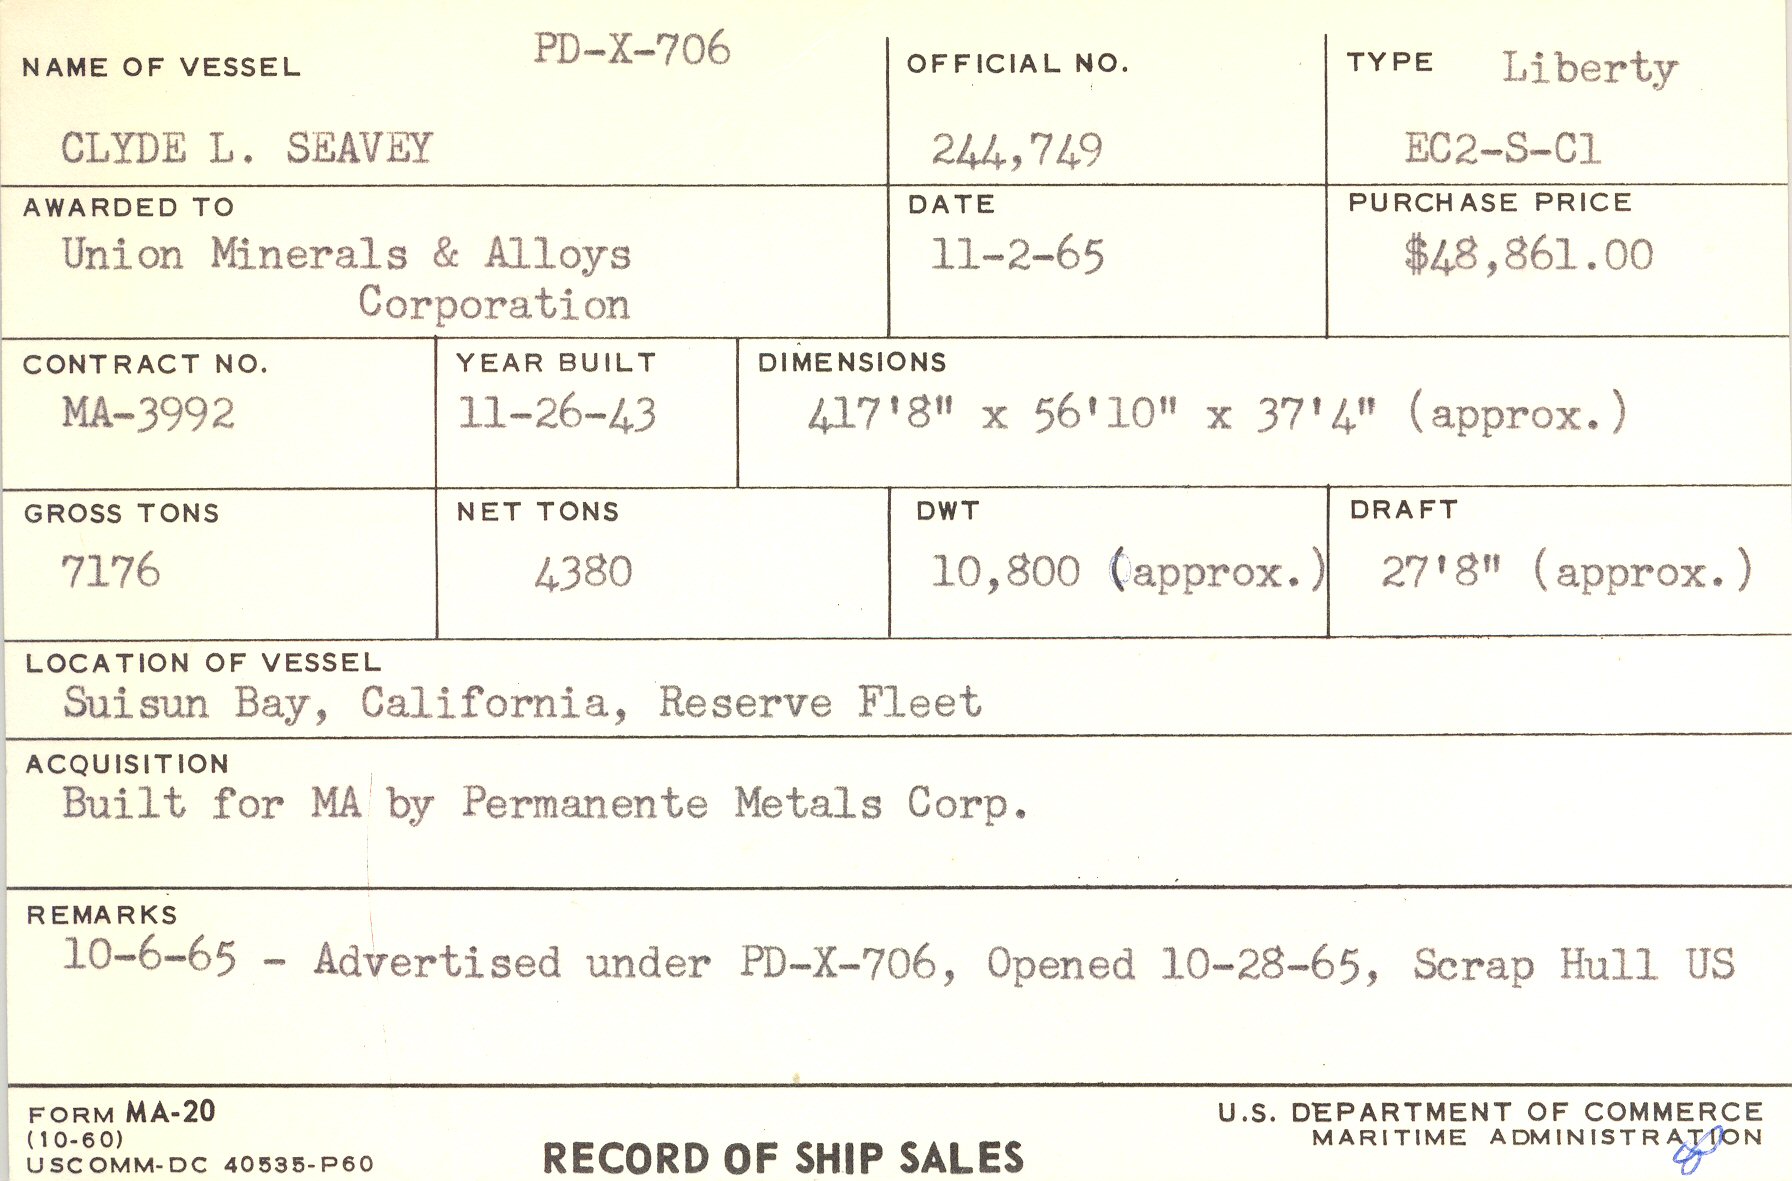 NAME OF VESSEL PD-X-706
CLYDE L. SEAVEY
OFFICIAL NO.
244,749
TYPE Liberty
EC2-S-C1
AWARDED TO
Union Minerals & Alloys
Corporation
DATE
11-2-65
PURCHASE PRICE
$48,861.00
CONTRACT NO.
MA-3992
YEAR BUILT
11-26-43
DIMENSIONS
417'8" x 56'10" x 37'4" (approx.)
GROSS TONS
7176
NET TONS
4380
DWT
10,800 (approx.)
DRAFT
27'8" (approx.)
LOCATION OF VESSEL
Suisun Bay, California, Reserve Fleet
ACQUISITION
Built for MA by Permanente Metals Corp.
REMARKS
10-6-65 - Advertised under PD-X-706, Opened 10-28-65, Scrap Hull US
FORM MA-20
(10-60)
USCOMM-DC 40535-P60
RECORD OF SHIP SALES
U.S. DEPARTMENT OF COMMERCE
MARITIME ADMINISTRATION